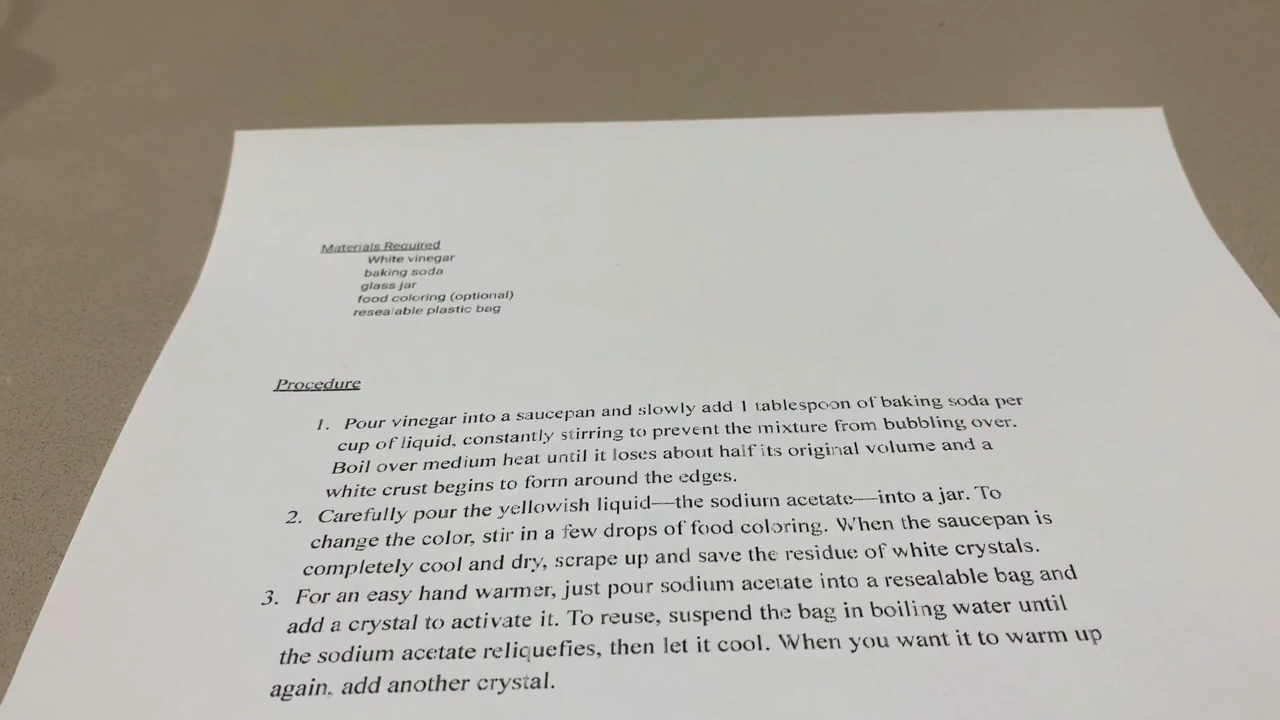 Materials Required
White vinegar
baking soda
glass jar
food coloring (optional)
resealable plastic bag
Procedure
1. Pour vinegar into a saucepan and slowly add 1 tablespoon of baking soda per
cup of liquid, constantly stirring to prevent the mixture from bubbling over.
Boil over medium heat until it loses about half its original volume and a
white crust begins to form around the edges.
2. Carefully pour the yellowish liquid—the sodium acetate—into a jar. To
change the color, stir in a few drops of food coloring. When the saucepan is
completely cool and dry, scrape up and save the residue of white crystals.
3. For an easy hand warmer, just pour sodium acetate into a resealable bag and
add a crystal to activate it. To reuse, suspend the bag in boiling water until
the sodium acetate reliquefies, then let it cool. When you want it to warm up
again, add another crystal.